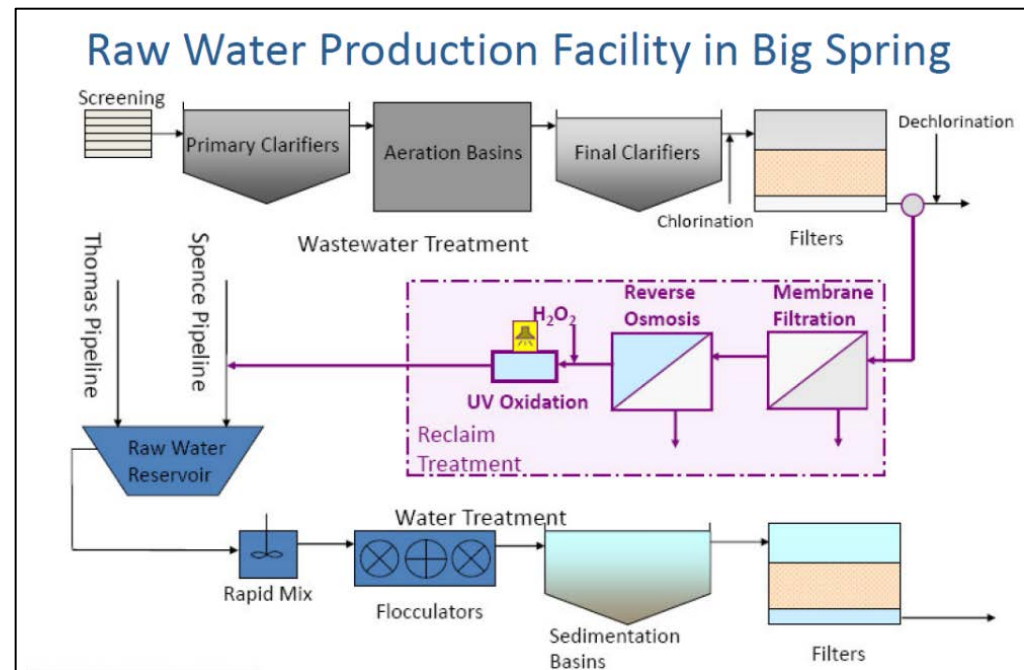 Raw Water Production Facility in Big Spring
Screening
Primary Clarifiers
Aeration Basins
Final Clarifiers
Dechlorination
Chlorination
Filters
Wastewater Treatment
Thomas Pipeline
Spence Pipeline
H₂O₂
Reverse
Osmosis
Membrane
Filtration
UV Oxidation
Reclaim
Treatment
Raw Water
Reservoir
Water Treatment
Rapid Mix
Flocculators
Sedimentation
Basins
Filters